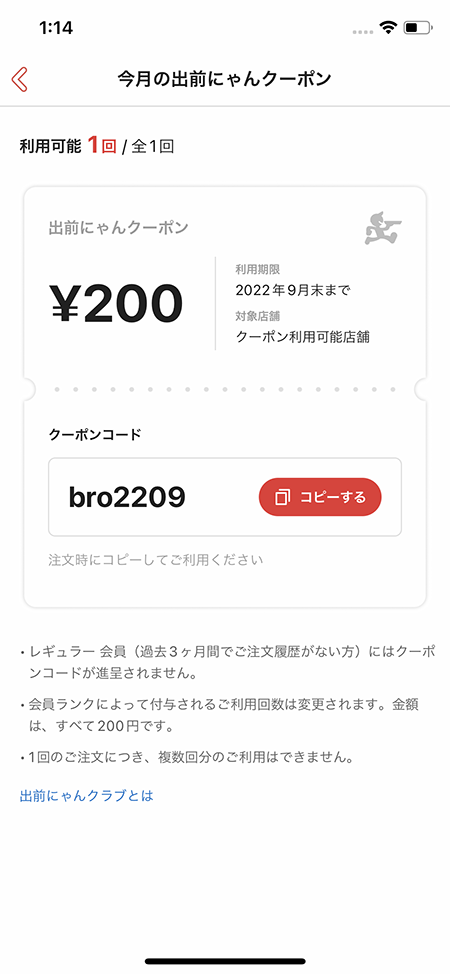 1:14
今月の出前にゃんクーポン
利用可能 1回 / 全1回
出前にゃんクーポン
¥200
利用期限
2022年9月末まで
対象店舗
クーポン利用可能店舗
クーポンコード
bro2209
コピーする
注文時にコピーしてご利用ください
・レギュラー 会員（過去3ヶ月間でご注文履歴がない方）にはクーポ
ンコードが進呈されません。
・会員ランクによって付与されるご利用回数は変更されます。金額
は、すべて200円です。
・1回のご注文につき、複数回分のご利用はできません。
出前にゃんクラブとは